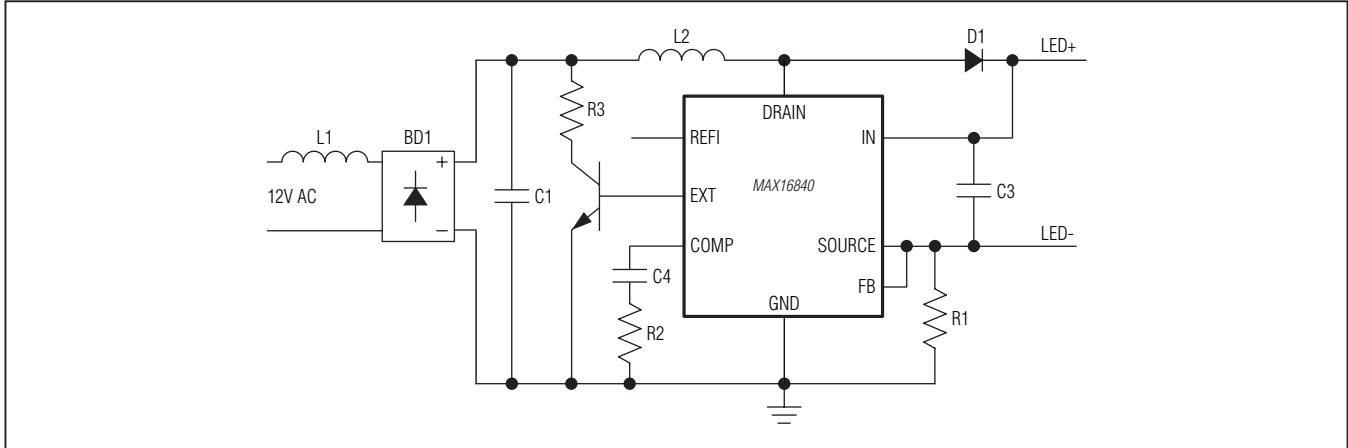 L2
D1
LED+
R3
DRAIN
L1
BD1
REFI
IN
+
MAX16840
12V AC
C1
EXT
C3
COMP
SOURCE
LED-
−
C4
FB
GND
R2
R1